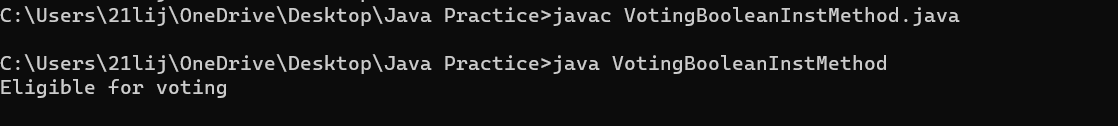 C:\Users\21lij\OneDrive\Desktop\Java Practice>javac VotingBooleanInstMethod.java
C:\Users\21lij\OneDrive\Desktop\Java Practice>java VotingBooleanInstMethod
Eligible for voting